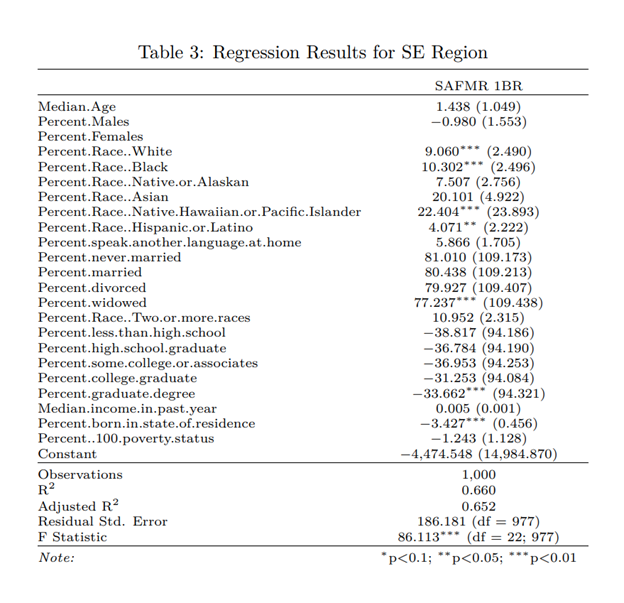 Table 3: Regression Results for SE Region
SAFMR 1BR
Median.Age 1.438 (1.049)
Percent.Males −0.980 (1.553)
Percent.Females
Percent.Race..White 9.060*** (2.490)
Percent.Race..Black 10.302*** (2.496)
Percent.Race..Native.or.Alaskan 7.507 (2.756)
Percent.Race..Asian 20.101 (4.922)
Percent.Race..Native.Hawaiian.or.Pacific.Islander 22.404*** (23.893)
Percent.Race..Hispanic.or.Latino 4.071** (2.222)
Percent.speak.another.language.at.home 5.866 (1.705)
Percent.never.married 81.010 (109.173)
Percent.married 80.438 (109.213)
Percent.divorced 79.927 (109.407)
Percent.widowed 77.237*** (109.438)
Percent.Race..Two.or.more.races 10.952 (2.315)
Percent.less.than.high.school −38.817 (94.186)
Percent.high.school.graduate −36.784 (94.190)
Percent.some.college.or.associates −36.953 (94.253)
Percent.college.graduate −31.253 (94.084)
Percent.graduate.degree −33.662*** (94.321)
Median.income.in.past.year 0.005 (0.001)
Percent.born.in.state.of.residence −3.427*** (0.456)
Percent..100.poverty.status −1.243 (1.128)
Constant −4,474.548 (14,984.870)
Observations 1,000
R2 0.660
Adjusted R2 0.652
Residual Std. Error 186.181 (df = 977)
F Statistic 86.113*** (df = 22; 977)
Note: *p<0.1; **p<0.05; ***p<0.01